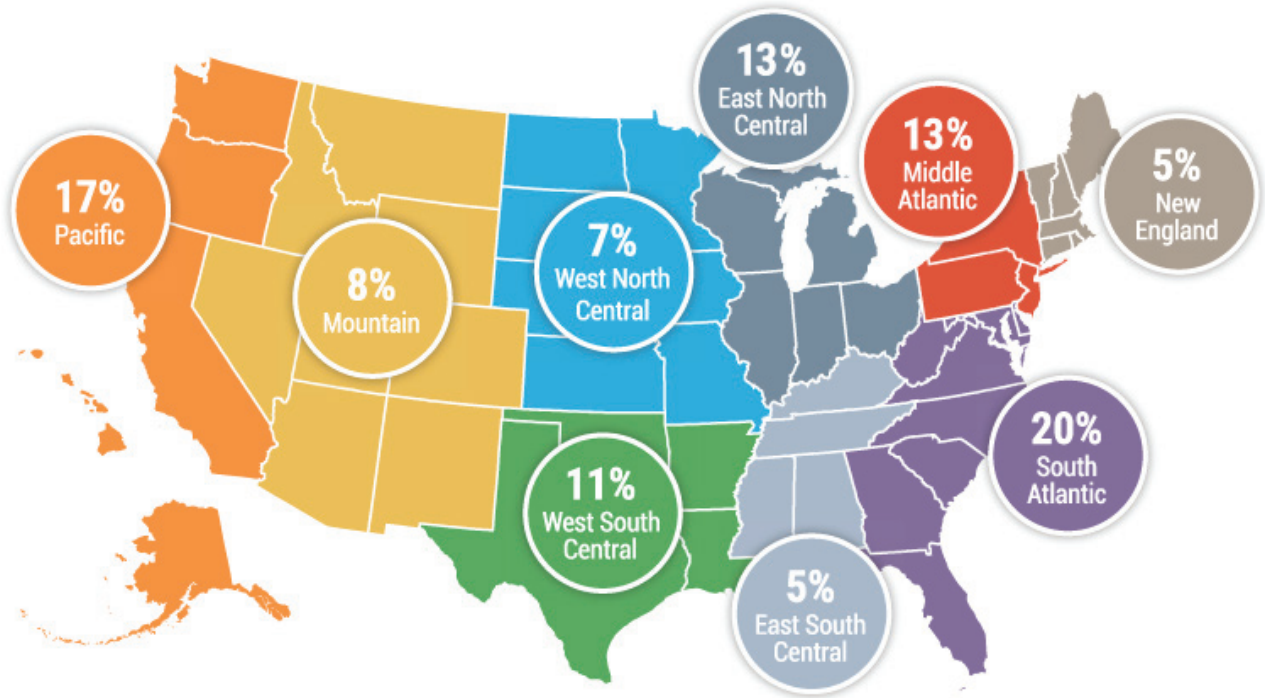 13%
East North
Central
13%
Middle
Atlantic
5%
New
England
17%
Pacific
8%
Mountain
7%
West North
Central
20%
South
Atlantic
11%
West South
Central
5%
East South
Central